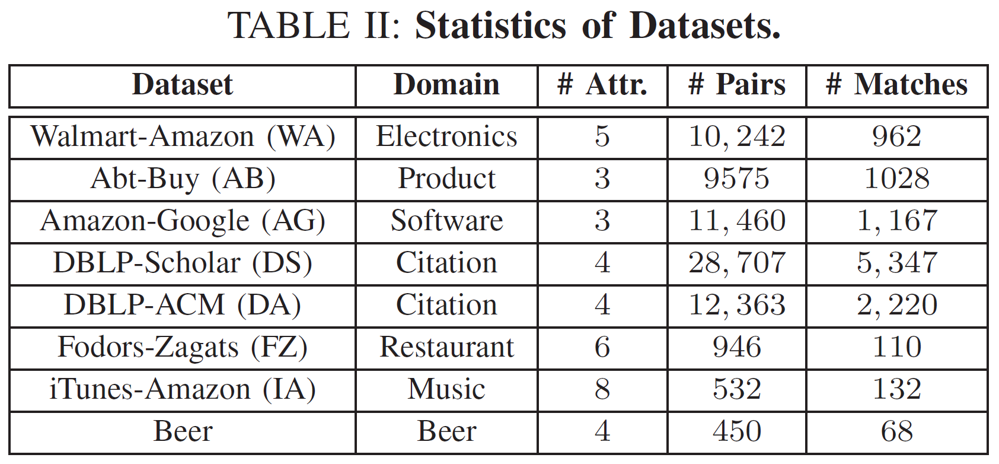 TABLE II: Statistics of Datasets.
Dataset Domain # Attr. # Pairs # Matches
Walmart-Amazon (WA) Electronics 5 10, 242 962
Abt-Buy (AB) Product 3 9575 1028
Amazon-Google (AG) Software 3 11, 460 1, 167
DBLP-Scholar (DS) Citation 4 28, 707 5, 347
DBLP-ACM (DA) Citation 4 12, 363 2, 220
Fodors-Zagats (FZ) Restaurant 6 946 110
iTunes-Amazon (IA) Music 8 532 132
Beer Beer 4 450 68